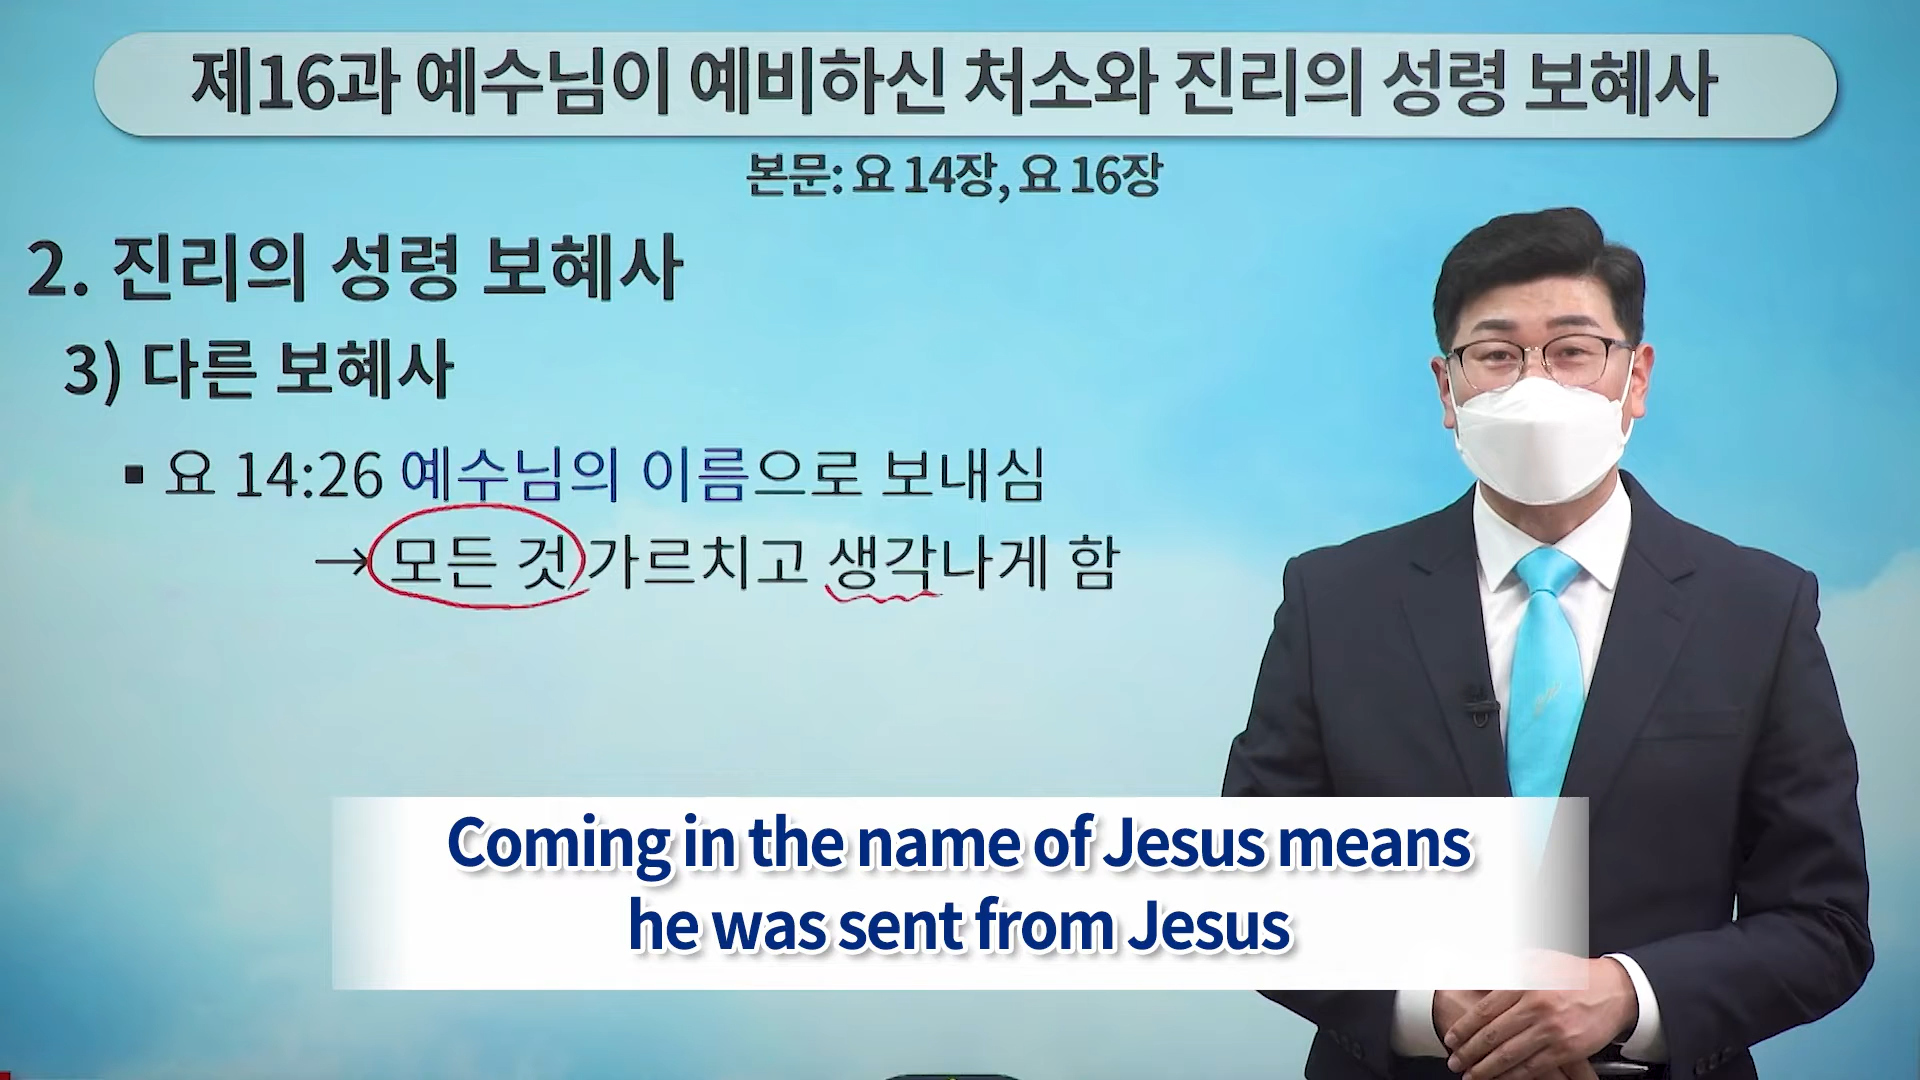 제16과 예수님이 예비하신 처소와 진리의 성령 보혜사
본문: 요 14장, 요 16장
2. 진리의 성령 보혜사
3) 다른 보혜사
▪ 요 14:26 예수님의 이름으로 보내심
→ 모든 것 가르치고 생각나게 함
Coming in the name of Jesus means
he was sent from Jesus